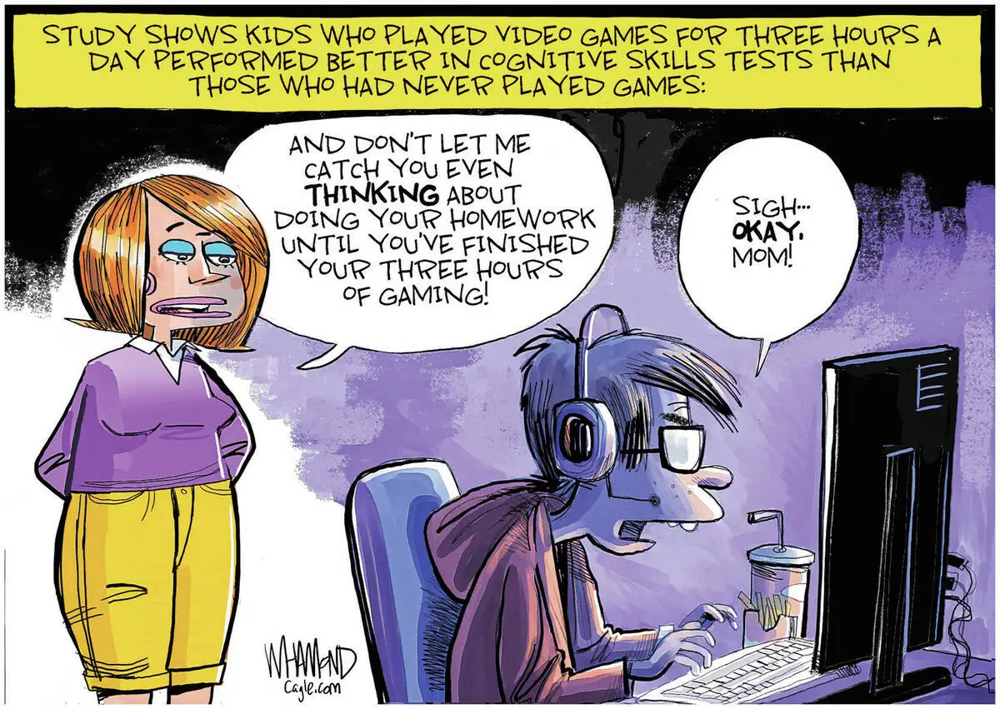 STUDY SHOWS KIDS WHO PLAYED VIDEO GAMES FOR THREE HOURS A
DAY PERFORMED BETTER IN COGNITIVE SKILLS TESTS THAN
THOSE WHO HAD NEVER PLAYED GAMES:
AND DON'T LET ME
CATCH YOU EVEN
THINKING ABOUT
DOING YOUR HOMEWORK
UNTIL YOU'VE FINISHED
YOUR THREE HOURS
OF GAMING!
SIGH...
OKAY,
MOM!
WHAMOND
Cagle.com